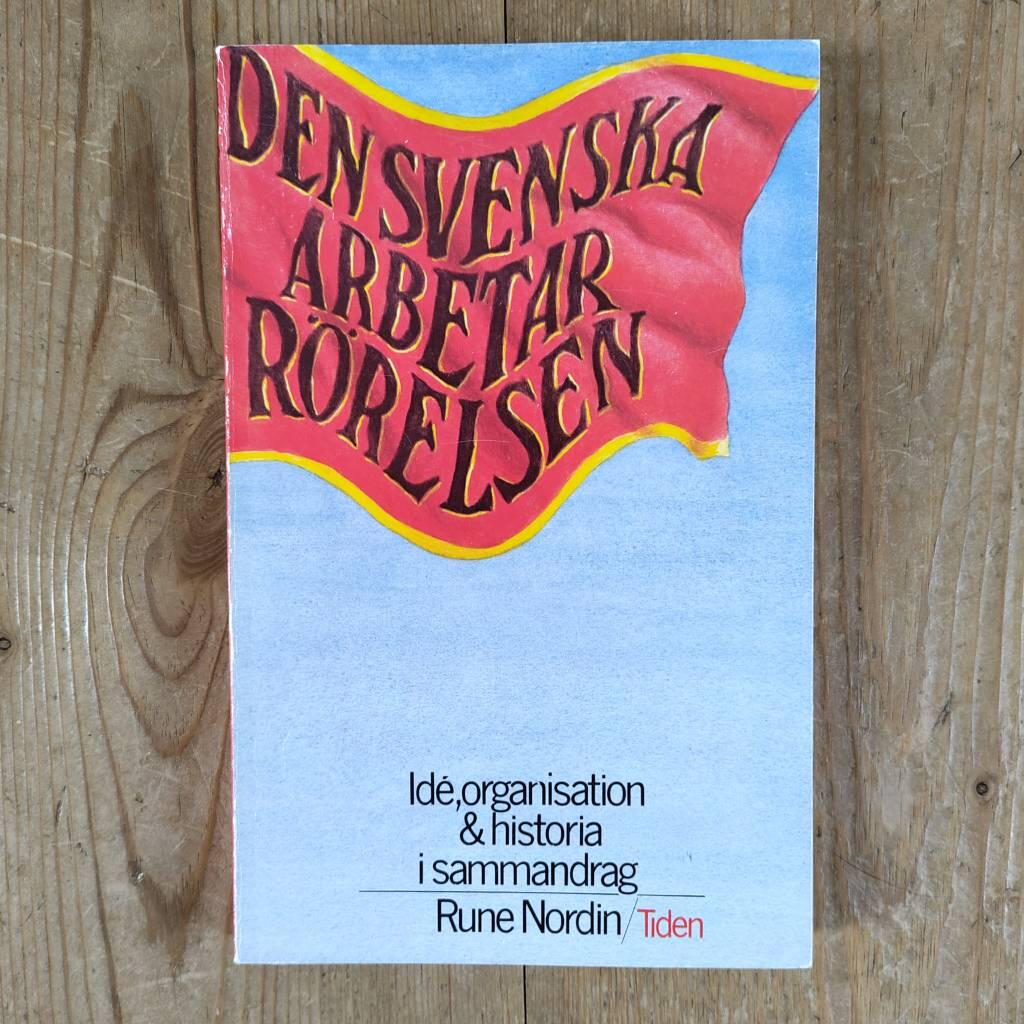 DEN SVENSKA
ARBETAR
RÖRELSEN
Idé, organisation
& historia
i sammandrag
Rune Nordin/Tiden